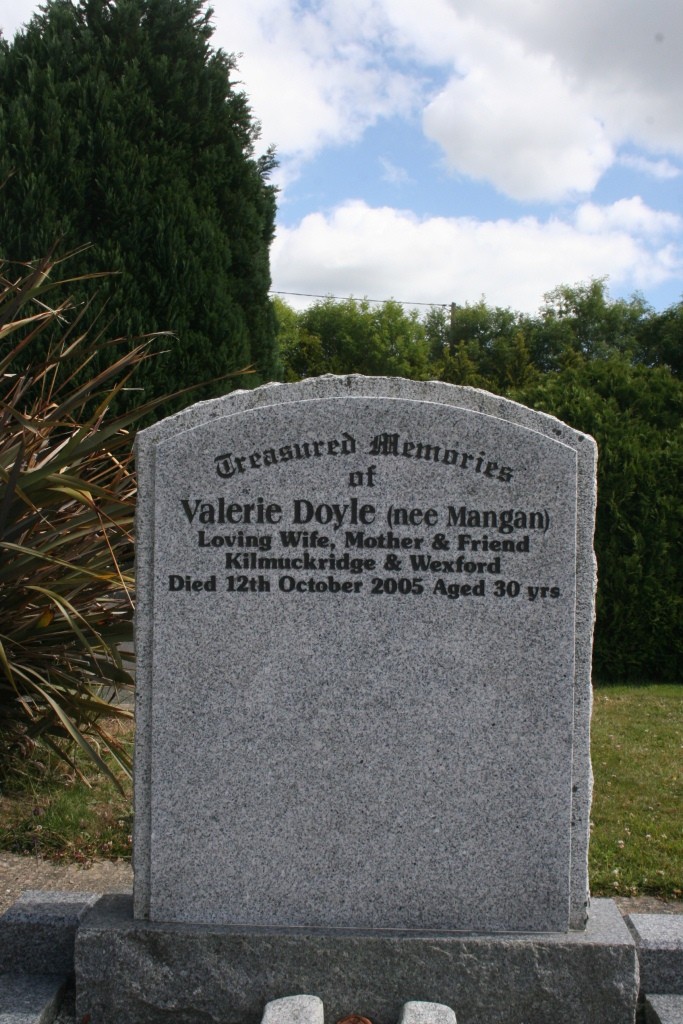 Treasured Memories
of
Valerie Doyle (nee Mangan)
Loving Wife, Mother & Friend
Kilmuckridge & Wexford
Died 12th October 2005 Aged 30 yrs